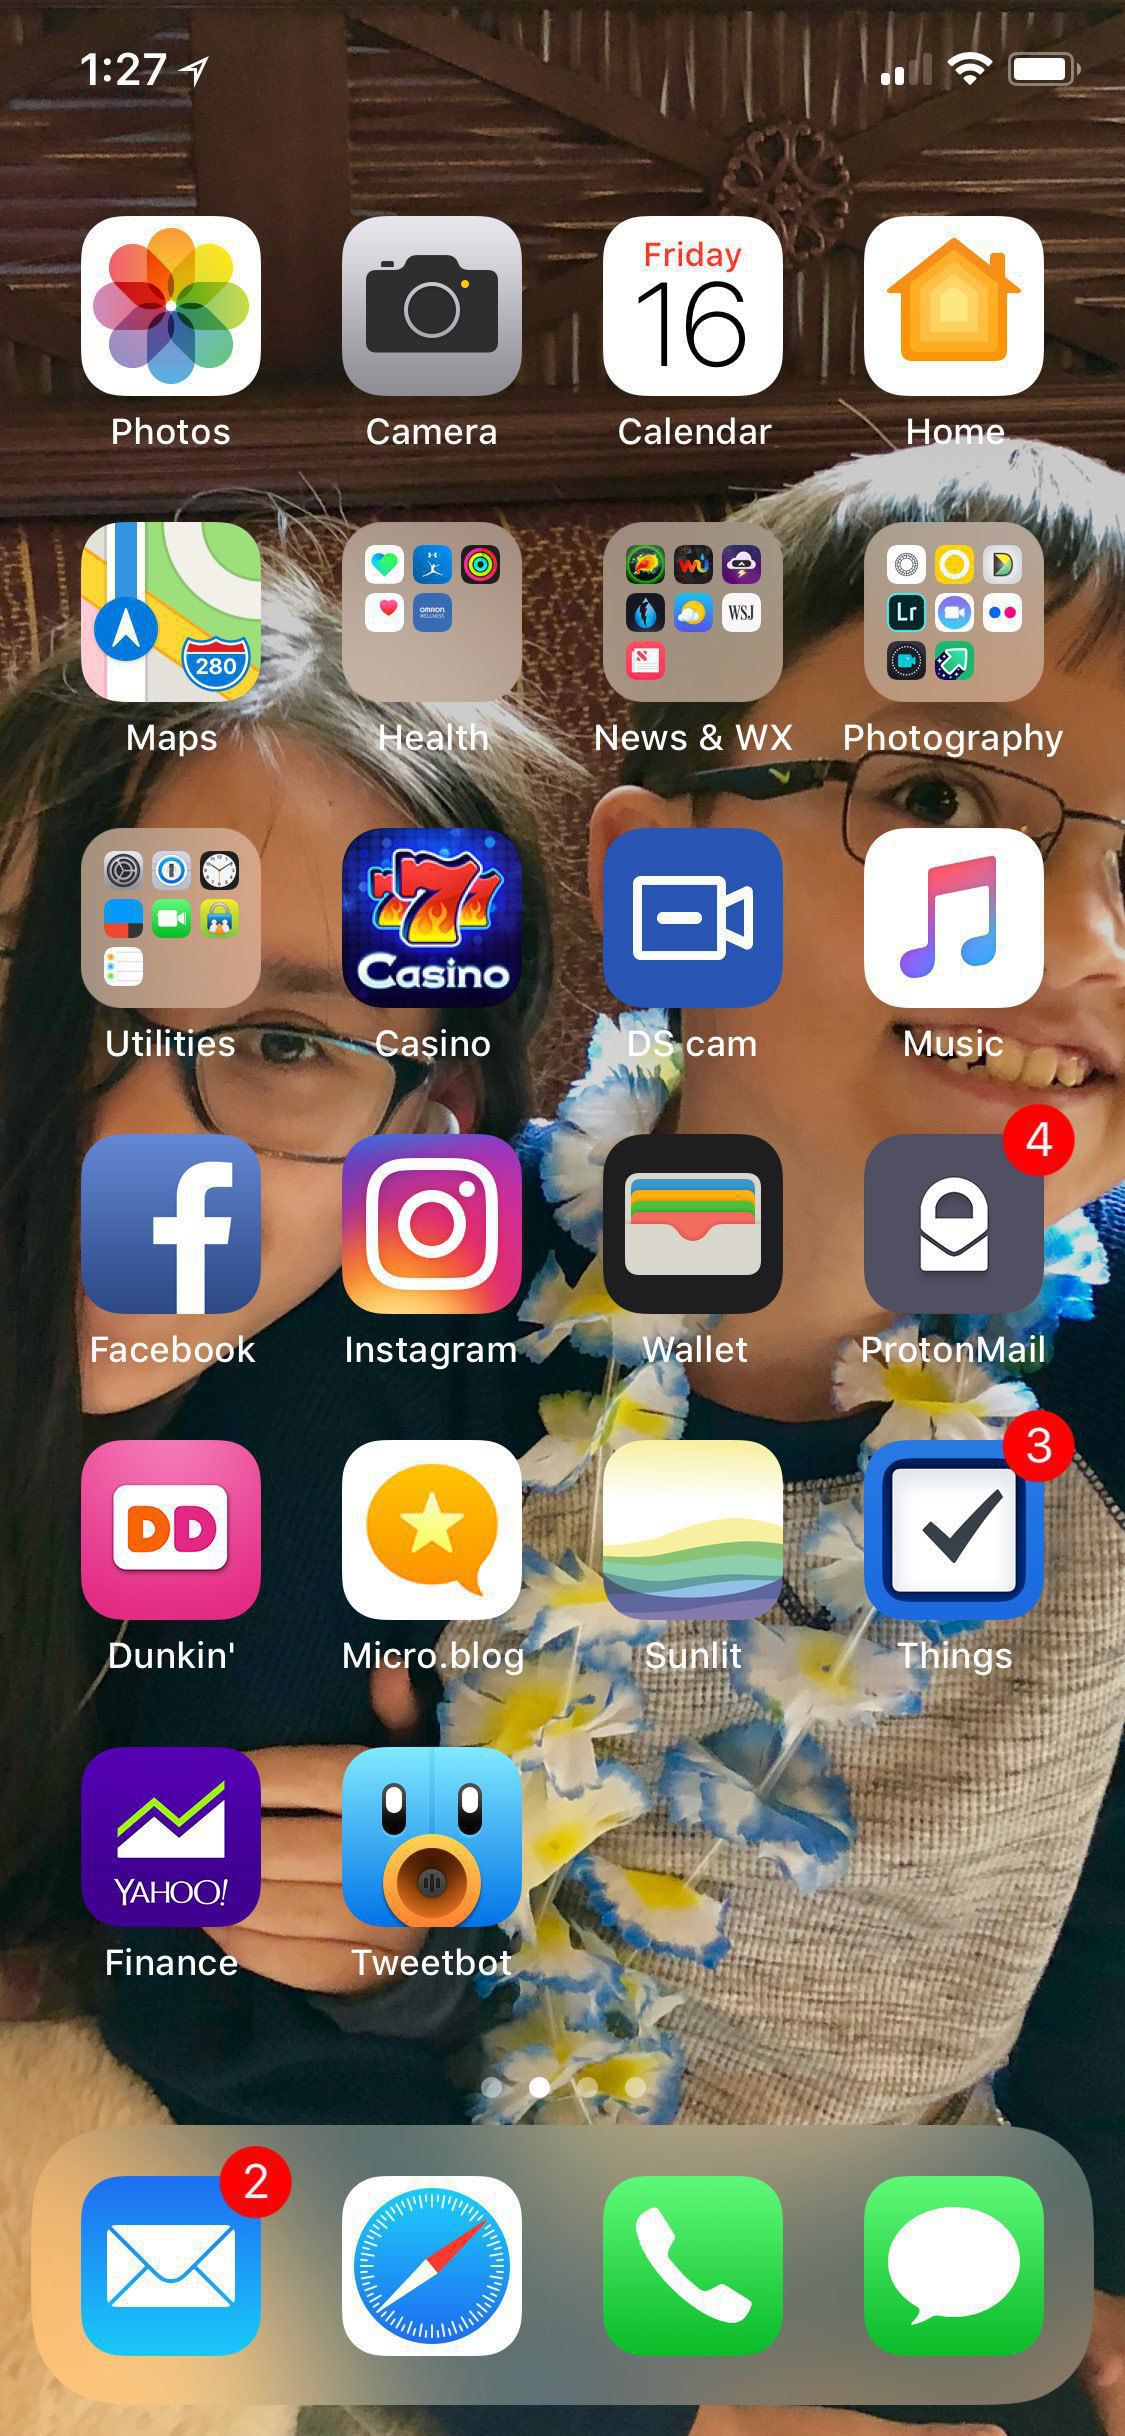 1:27
Friday
16
Photos
Camera
Calendar
Home
280
OMRON
WELLNESS
wu
WSJ
Lr
Maps
Health
News & WX
Photography
777
Casino
Utilities
Casino
DS cam
Music
4
Facebook
Instagram
Wallet
ProtonMail
DD
3
Dunkin'
Micro.blog
Sunlit
Things
YAHOO!
Finance
Tweetbot
2